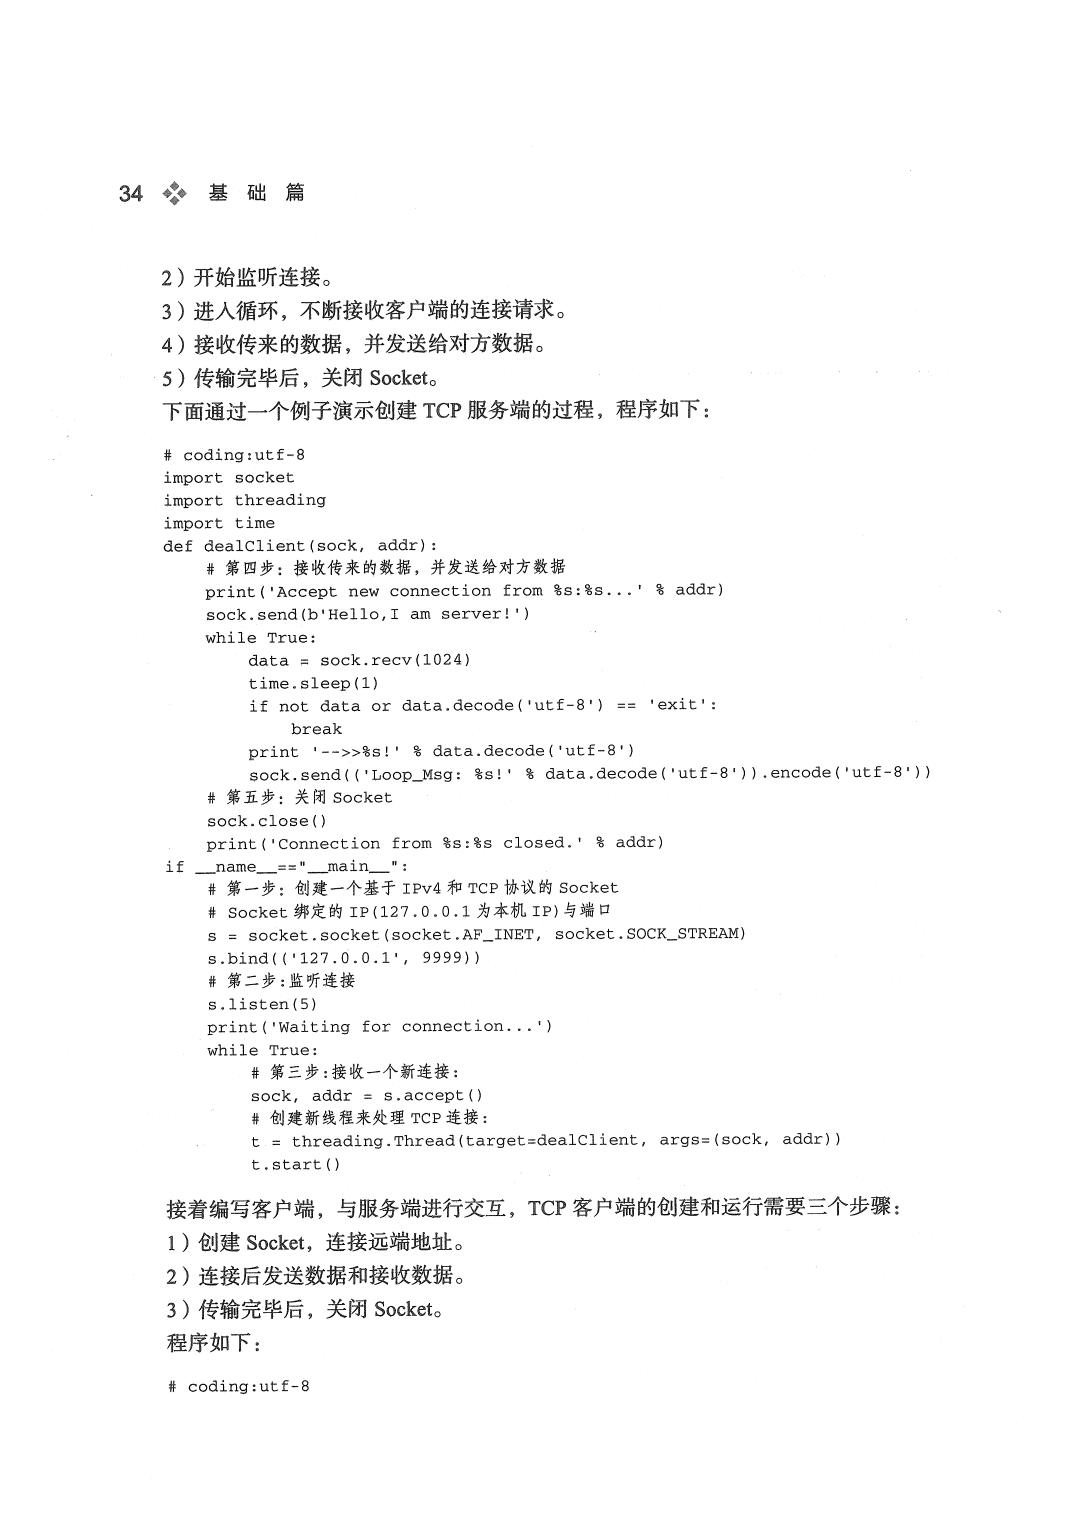 34 基 础 篇
2）开始监听连接。
3）进入循环，不断接收客户端的连接请求。
4）接收传来的数据，并发送给对方数据。
5）传输完毕后，关闭 Socket。
下面通过一个例子演示创建 TCP 服务端的过程，程序如下：
# coding:utf-8
import socket
import threading
import time
def dealClient(sock, addr):
    # 第四步：接收传来的数据，并发送给对方数据
    print('Accept new connection from %s:%s...' % addr)
    sock.send(b'Hello,I am server!')
    while True:
        data = sock.recv(1024)
        time.sleep(1)
        if not data or data.decode('utf-8') == 'exit':
            break
        print '-->>%s!' % data.decode('utf-8')
        sock.send(('Loop_Msg: %s!' % data.decode('utf-8')).encode('utf-8'))
    # 第五步：关闭 Socket
    sock.close()
    print('Connection from %s:%s closed.' % addr)
if __name__=="__main__":
    # 第一步：创建一个基于 IPv4 和 TCP 协议的 Socket
    # Socket 绑定的 IP(127.0.0.1 为本机 IP)与端口
    s = socket.socket(socket.AF_INET, socket.SOCK_STREAM)
    s.bind(('127.0.0.1', 9999))
    # 第二步:监听连接
    s.listen(5)
    print('Waiting for connection...')
    while True:
        # 第三步:接收一个新连接:
        sock, addr = s.accept()
        # 创建新线程来处理 TCP 连接:
        t = threading.Thread(target=dealClient, args=(sock, addr))
        t.start()
接着编写客户端，与服务端进行交互，TCP 客户端的创建和运行需要三个步骤：
1）创建 Socket，连接远端地址。
2）连接后发送数据和接收数据。
3）传输完毕后，关闭 Socket。
程序如下：
# coding:utf-8